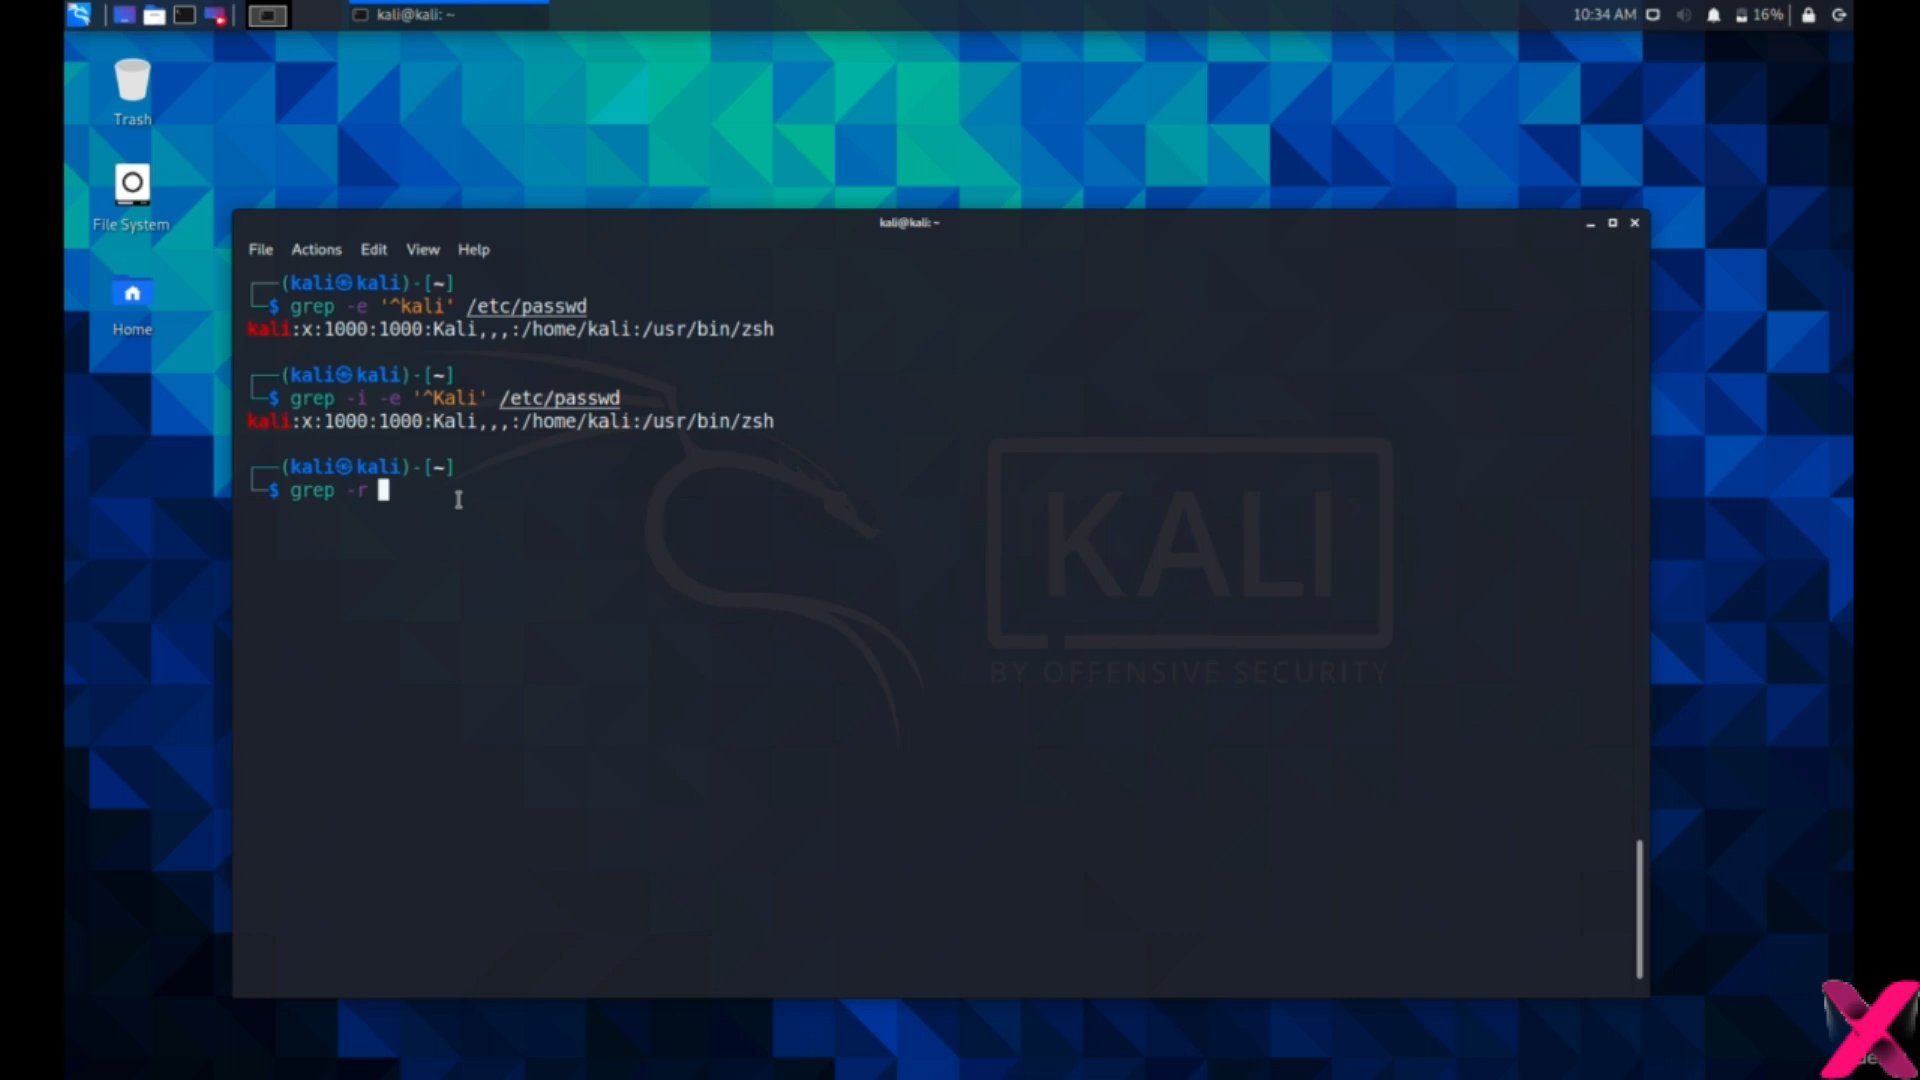 kali@kali: ~
10:34 AM
16%
Trash
File System
Home
kali@kali: ~
File Actions Edit View Help
(kali㉿kali)-[~]
$ grep -e '^kali' /etc/passwd
kali:x:1000:1000:Kali,,,:/home/kali:/usr/bin/zsh
(kali㉿kali)-[~]
$ grep -i -e '^Kali' /etc/passwd
kali:x:1000:1000:Kali,,,:/home/kali:/usr/bin/zsh
(kali㉿kali)-[~]
$ grep -r
KALI
BY OFFENSIVE SECURITY
X